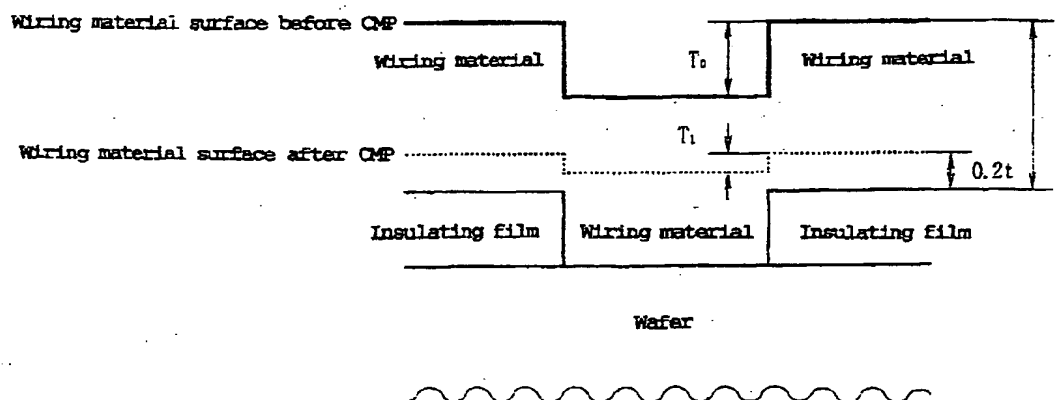 Wiring material surface before CMP
Wiring material
T₀
Wiring material
T₁
Wiring material surface after CMP
0.2t
Insulating film
Wiring material
Insulating film
Wafer